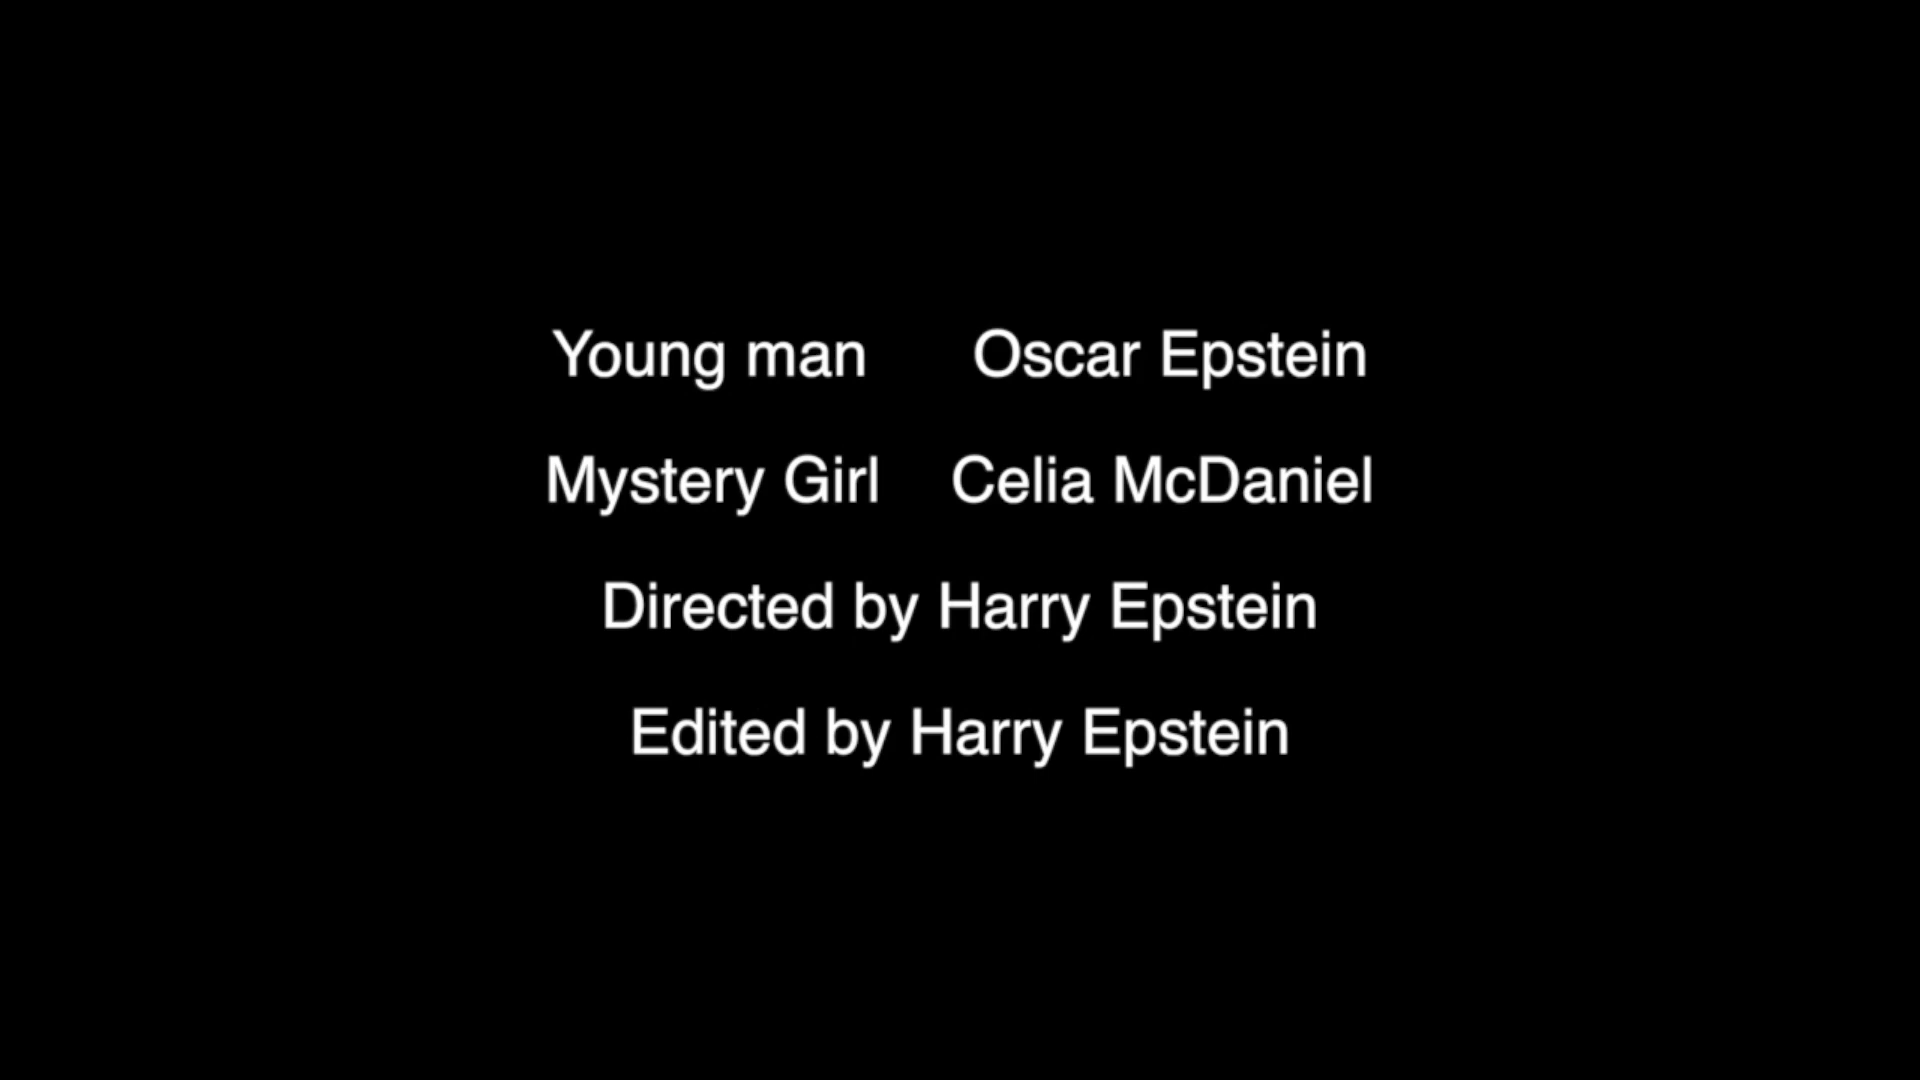 Young man Oscar Epstein
Mystery Girl Celia McDaniel
Directed by Harry Epstein
Edited by Harry Epstein